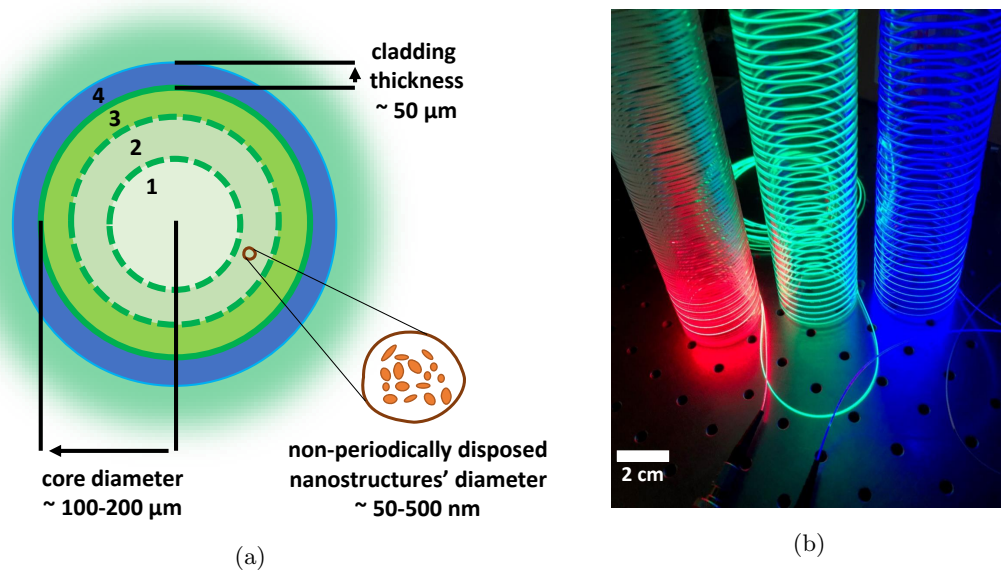 cladding
thickness
~ 50 µm
4
3
2
1
core diameter
~ 100-200 µm
non-periodically disposed
nanostructures' diameter
~ 50-500 nm
(a)
2 cm
(b)